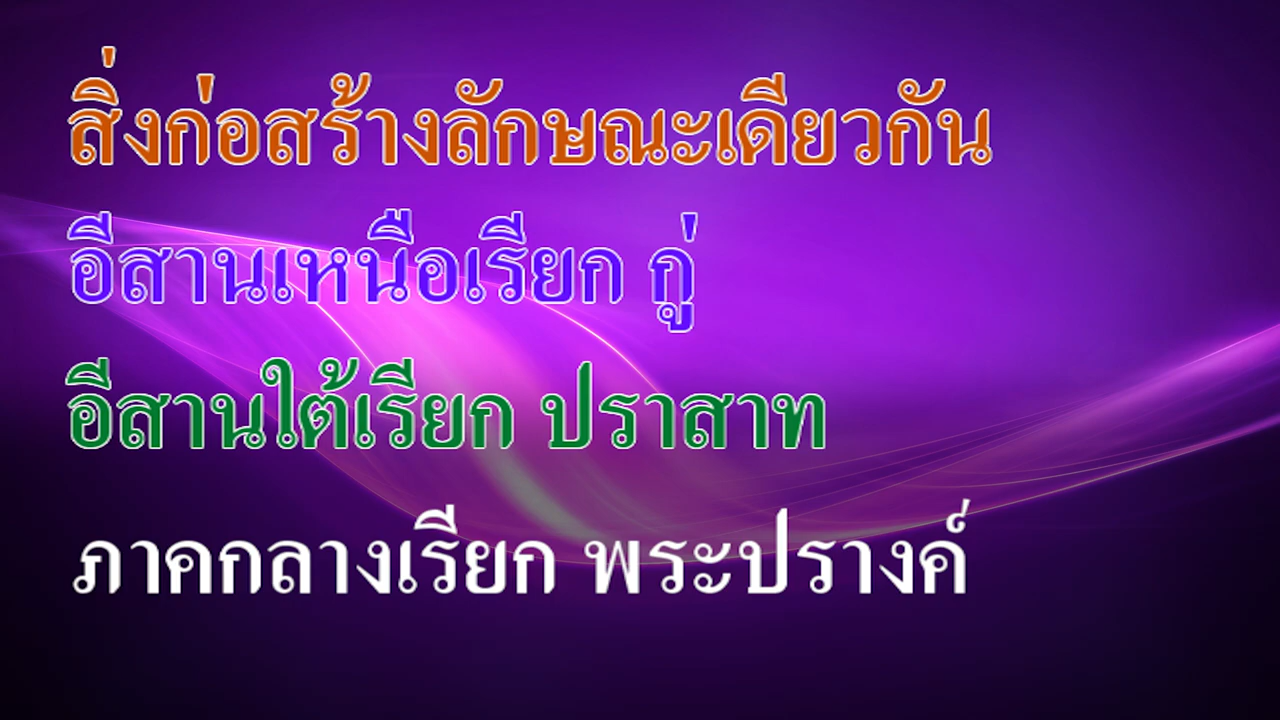 สิ่งก่อสร้างลักษณะเดียวกัน
อีสานเหนือเรียก กู่
อีสานใต้เรียก ปราสาท
ภาคกลางเรียก พระปรางค์